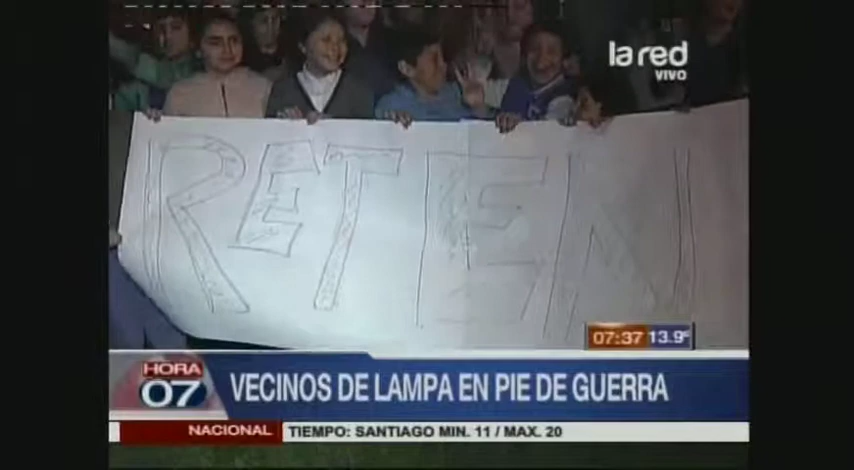 la red
VIVO
RETEN
07:37 13.9°
HORA
07
VECINOS DE LAMPA EN PIE DE GUERRA
NACIONAL
TIEMPO: SANTIAGO MIN. 11 / MAX. 20